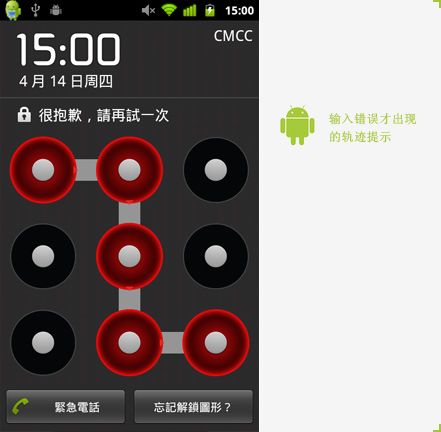 15:00
CMCC
15:00
4 月 14 日周四
很抱歉，請再試一次
緊急電話
忘記解鎖圖形？
输入错误才出现
的轨迹提示